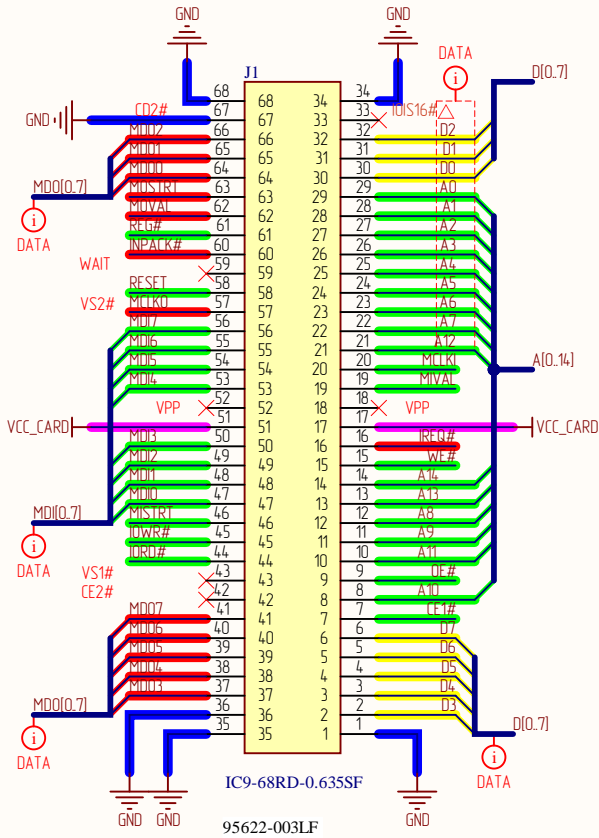 GND GND
DATA
J1 i D[0..7]
68 68 34 34
GND CD2# 67 67 33 33 IOIS16#
MDO2 66 66 32 32 D2
MDO1 65 65 31 31 D1
MDO0 64 64 30 30 D0
MDO[0..7] MOSTRT 63 63 29 29 A0
i MOVAL 62 62 28 28 A1
DATA REG# 61 61 27 27 A2
INPACK# 60 60 26 26 A3
WAIT 59 59 25 25 A4
RESET 58 58 24 24 A5
VS2# MCLKO 57 57 23 23 A6
MDI7 56 56 22 22 A7
MDI6 55 55 21 21 A12
MDI5 54 54 20 20 MCLKI A[0..14]
MDI4 53 53 19 19 MIVAL
VPP 52 52 18 18 VPP
VCC_CARD 51 51 17 17 VCC_CARD
MDI3 50 50 16 16 IREQ#
MDI2 49 49 15 15 WE#
MDI1 48 48 14 14 A14
MDI0 47 47 13 13 A13
MDI[0..7] MISTRT 46 46 12 12 A8
i IOWR# 45 45 11 11 A9
DATA IORD# 44 44 10 10 A11
VS1# 43 43 9 9 OE#
CE2# 42 42 8 8 A10
MDO7 41 41 7 7 CE1#
MDO6 40 40 6 6 D7
MDO5 39 39 5 5 D6
MDO4 38 38 4 4 D5
MDO3 37 37 3 3 D4
MDO[0..7] 36 36 2 2 D3
i 35 35 1 1 D[0..7]
DATA i
DATA
IC9-68RD-0.635SF
GND GND GND
95622-003LF